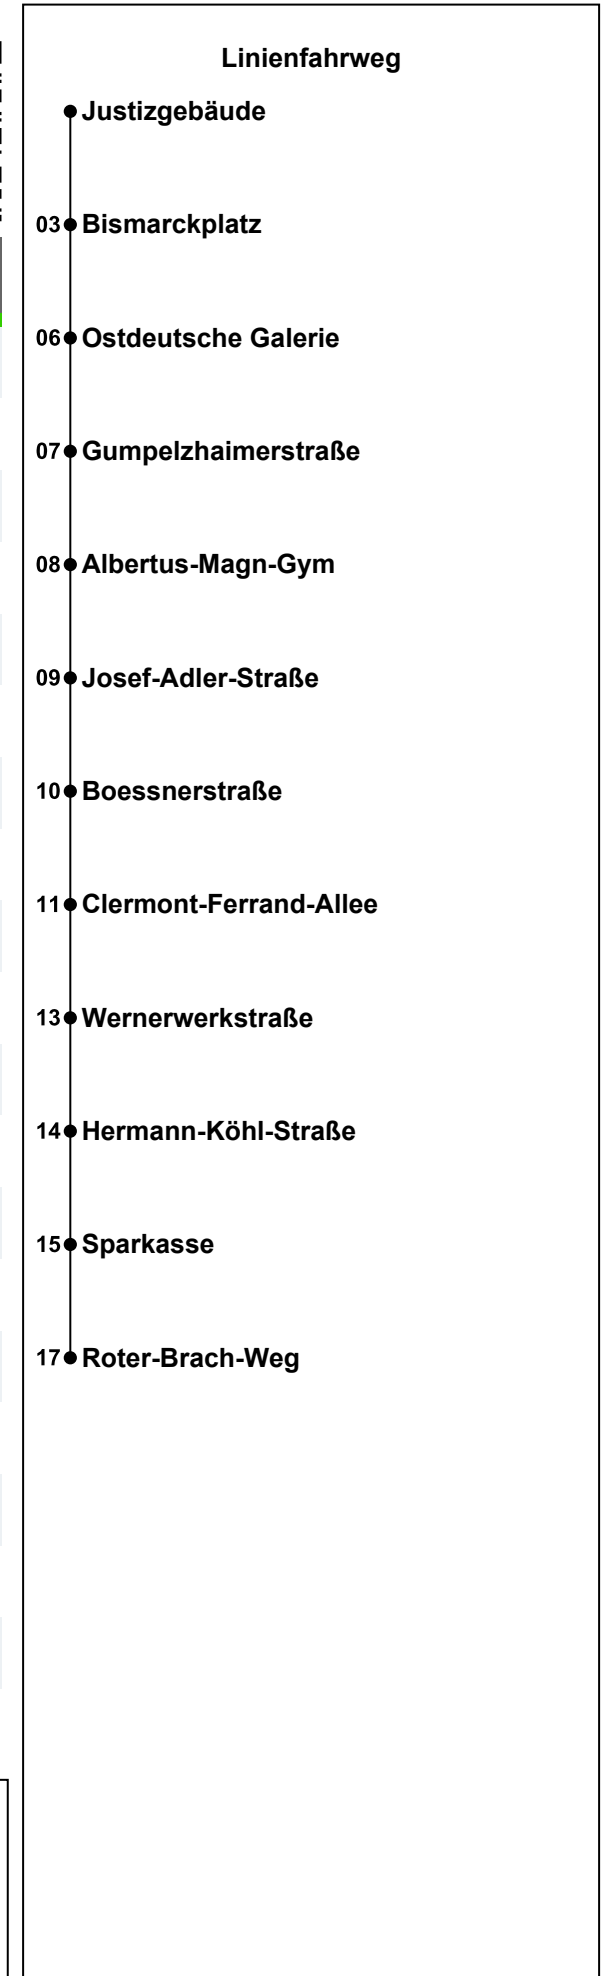 Linienfahrweg
Justizgebäude
03 Bismarckplatz
06 Ostdeutsche Galerie
07 Gumpelzhaimerstraße
08 Albertus-Magn-Gym
09 Josef-Adler-Straße
10 Boessnerstraße
11 Clermont-Ferrand-Allee
13 Wernerwerkstraße
14 Hermann-Köhl-Straße
15 Sparkasse
17 Roter-Brach-Weg